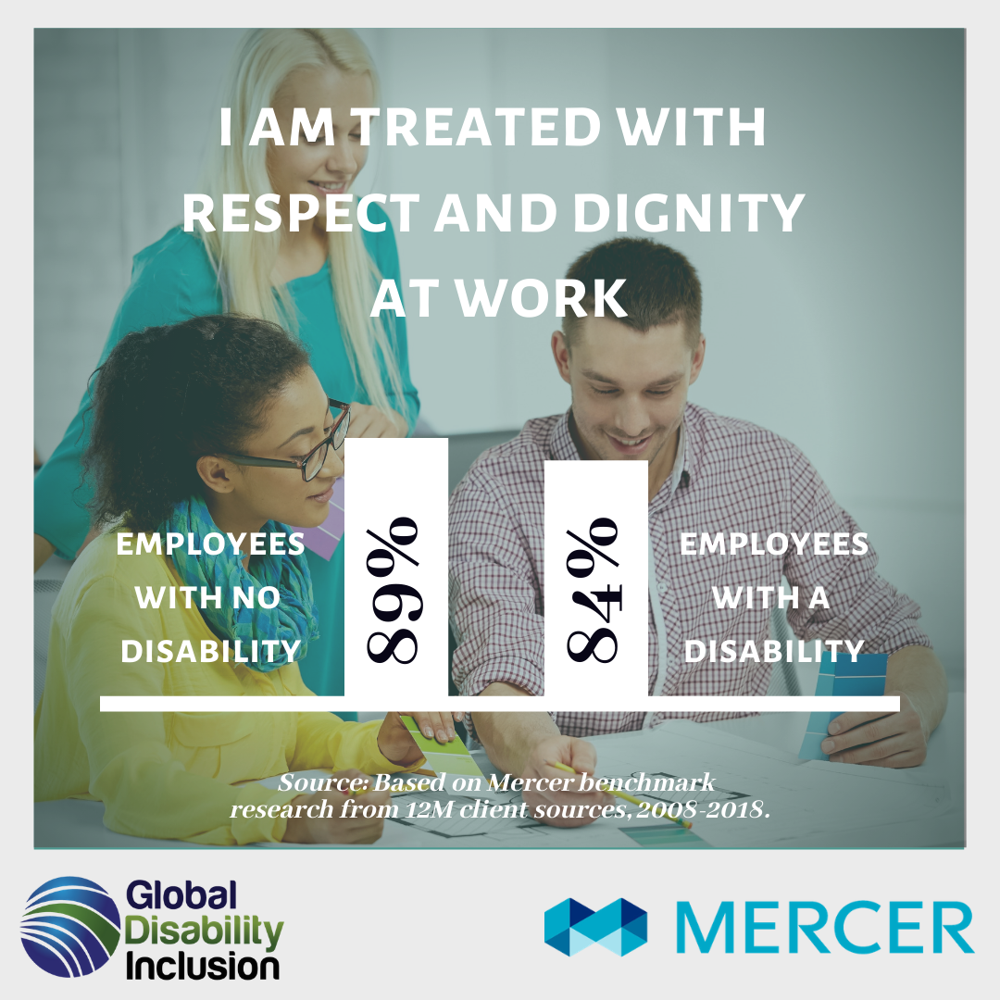 I AM TREATED WITH
RESPECT AND DIGNITY
AT WORK
EMPLOYEES
WITH NO
DISABILITY
89%
84%
EMPLOYEES
WITH A
DISABILITY
Source: Based on Mercer benchmark
research from 12M client sources, 2008-2018.
Global
Disability
Inclusion
MERCER